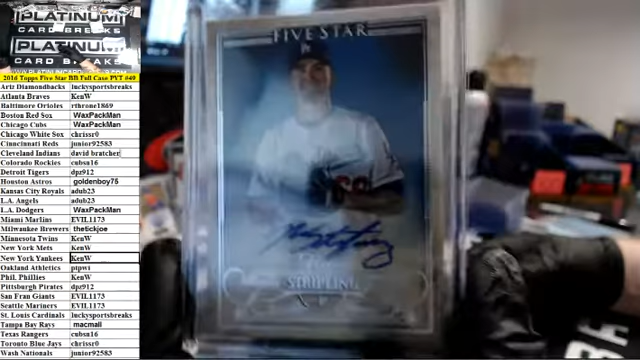 PLATINUM
CARD BREAKS
PLATINUM
CARD BREAKS
2016 Topps Five Star BB Full Case PYT #49
Ariz Diamondbacks luckysportsbreaks
Atlanta Braves KenW
Baltimore Orioles rthrone1869
Boston Red Sox WaxPackMan
Chicago Cubs WaxPackMan
Chicago White Sox chrissr0
Cincinnati Reds junior92583
Cleveland Indians david bratcher
Colorado Rockies cubsn16
Detroit Tigers dpz912
Houston Astros goldenboy75
Kansas City Royals adub23
L.A. Angels adub23
L.A. Dodgers WaxPackMan
Miami Marlins EVIL1173
Milwaukee Brewers thetickjoe
Minnesota Twins KenW
New York Mets KenW
New York Yankees KenW
Oakland Athletics ptpwi
Phil. Phillies KenW
Pittsburgh Pirates dpz912
San Fran Giants EVIL1173
Seattle Mariners EVIL1173
St. Louis Cardinals luckysportsbreaks
Tampa Bay Rays macmall
Texas Rangers cubsn16
Toronto Blue Jays chrissr0
Wash Nationals junior92583
FIVE STAR
STRIPLING